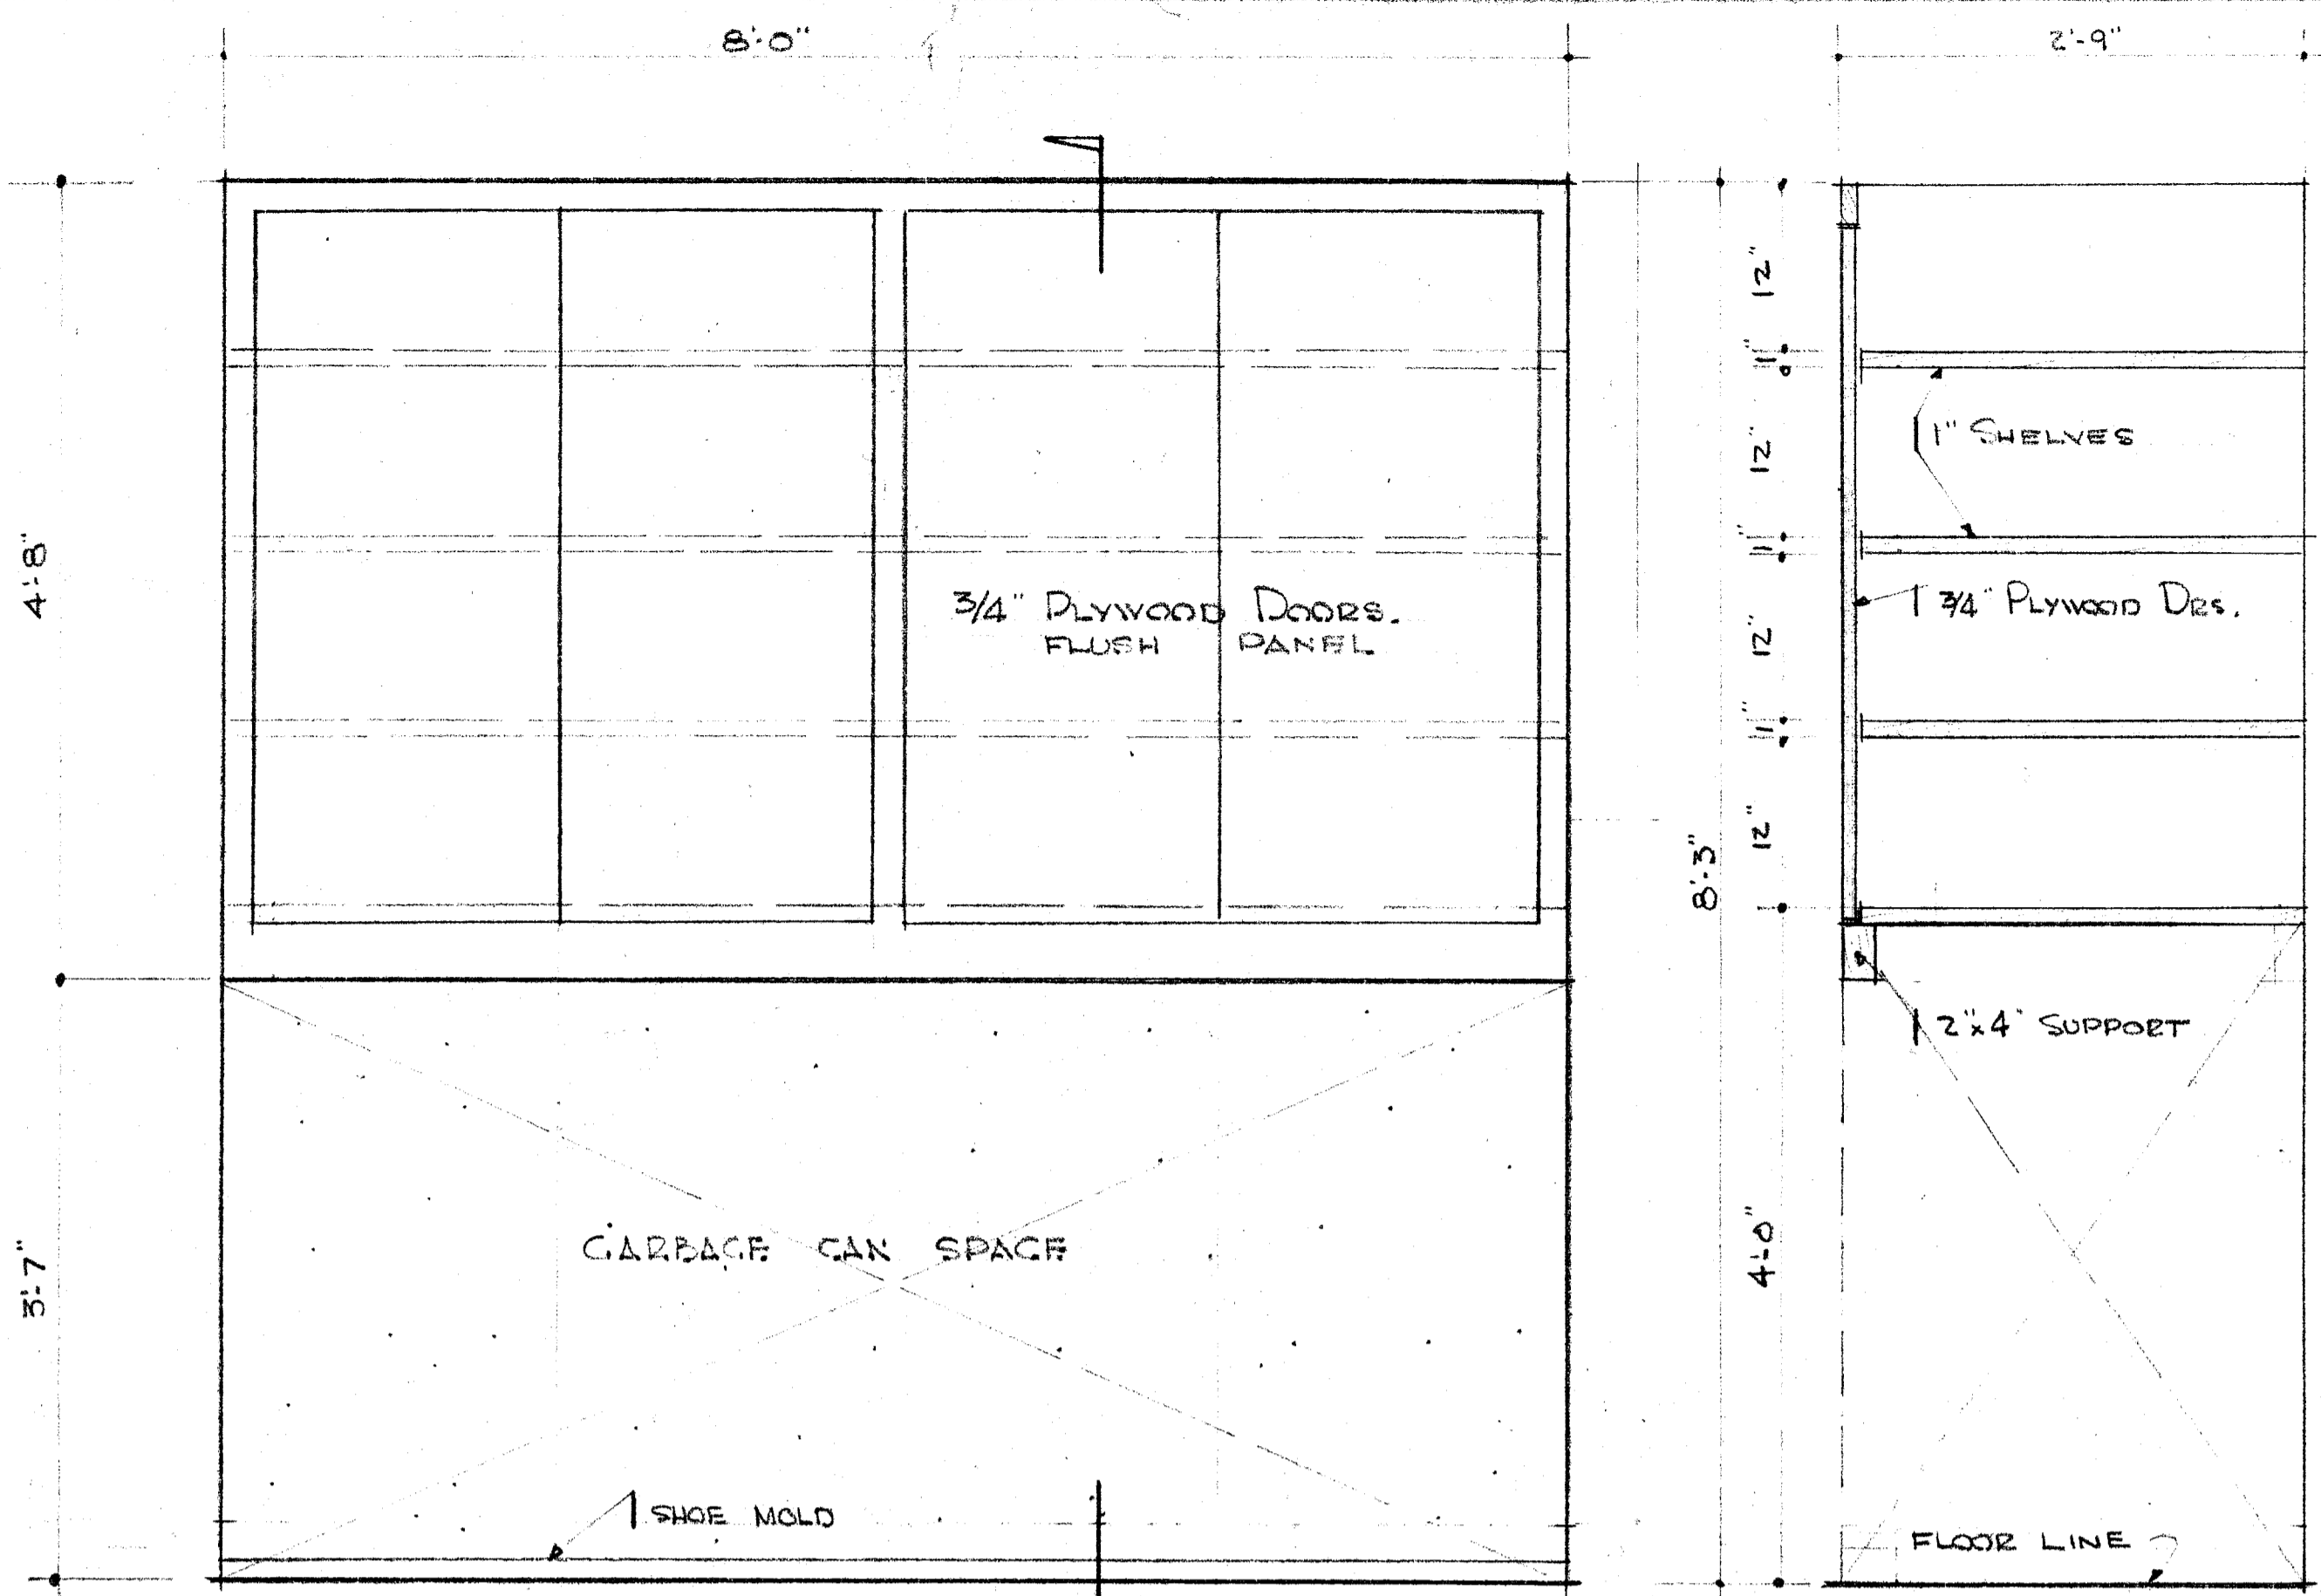 8'-0"
2'-9"
4'-8"
3'-7"
12"
1"
12"
1"
12"
1"
12"
8'-3"
4'-0"
3/4" PLYWOOD DOORS.
FLUSH PANEL
1" SHELVES
3/4" PLYWOOD DRS.
2"x4" SUPPORT
GARBAGE CAN SPACE
SHOE MOLD
FLOOR LINE